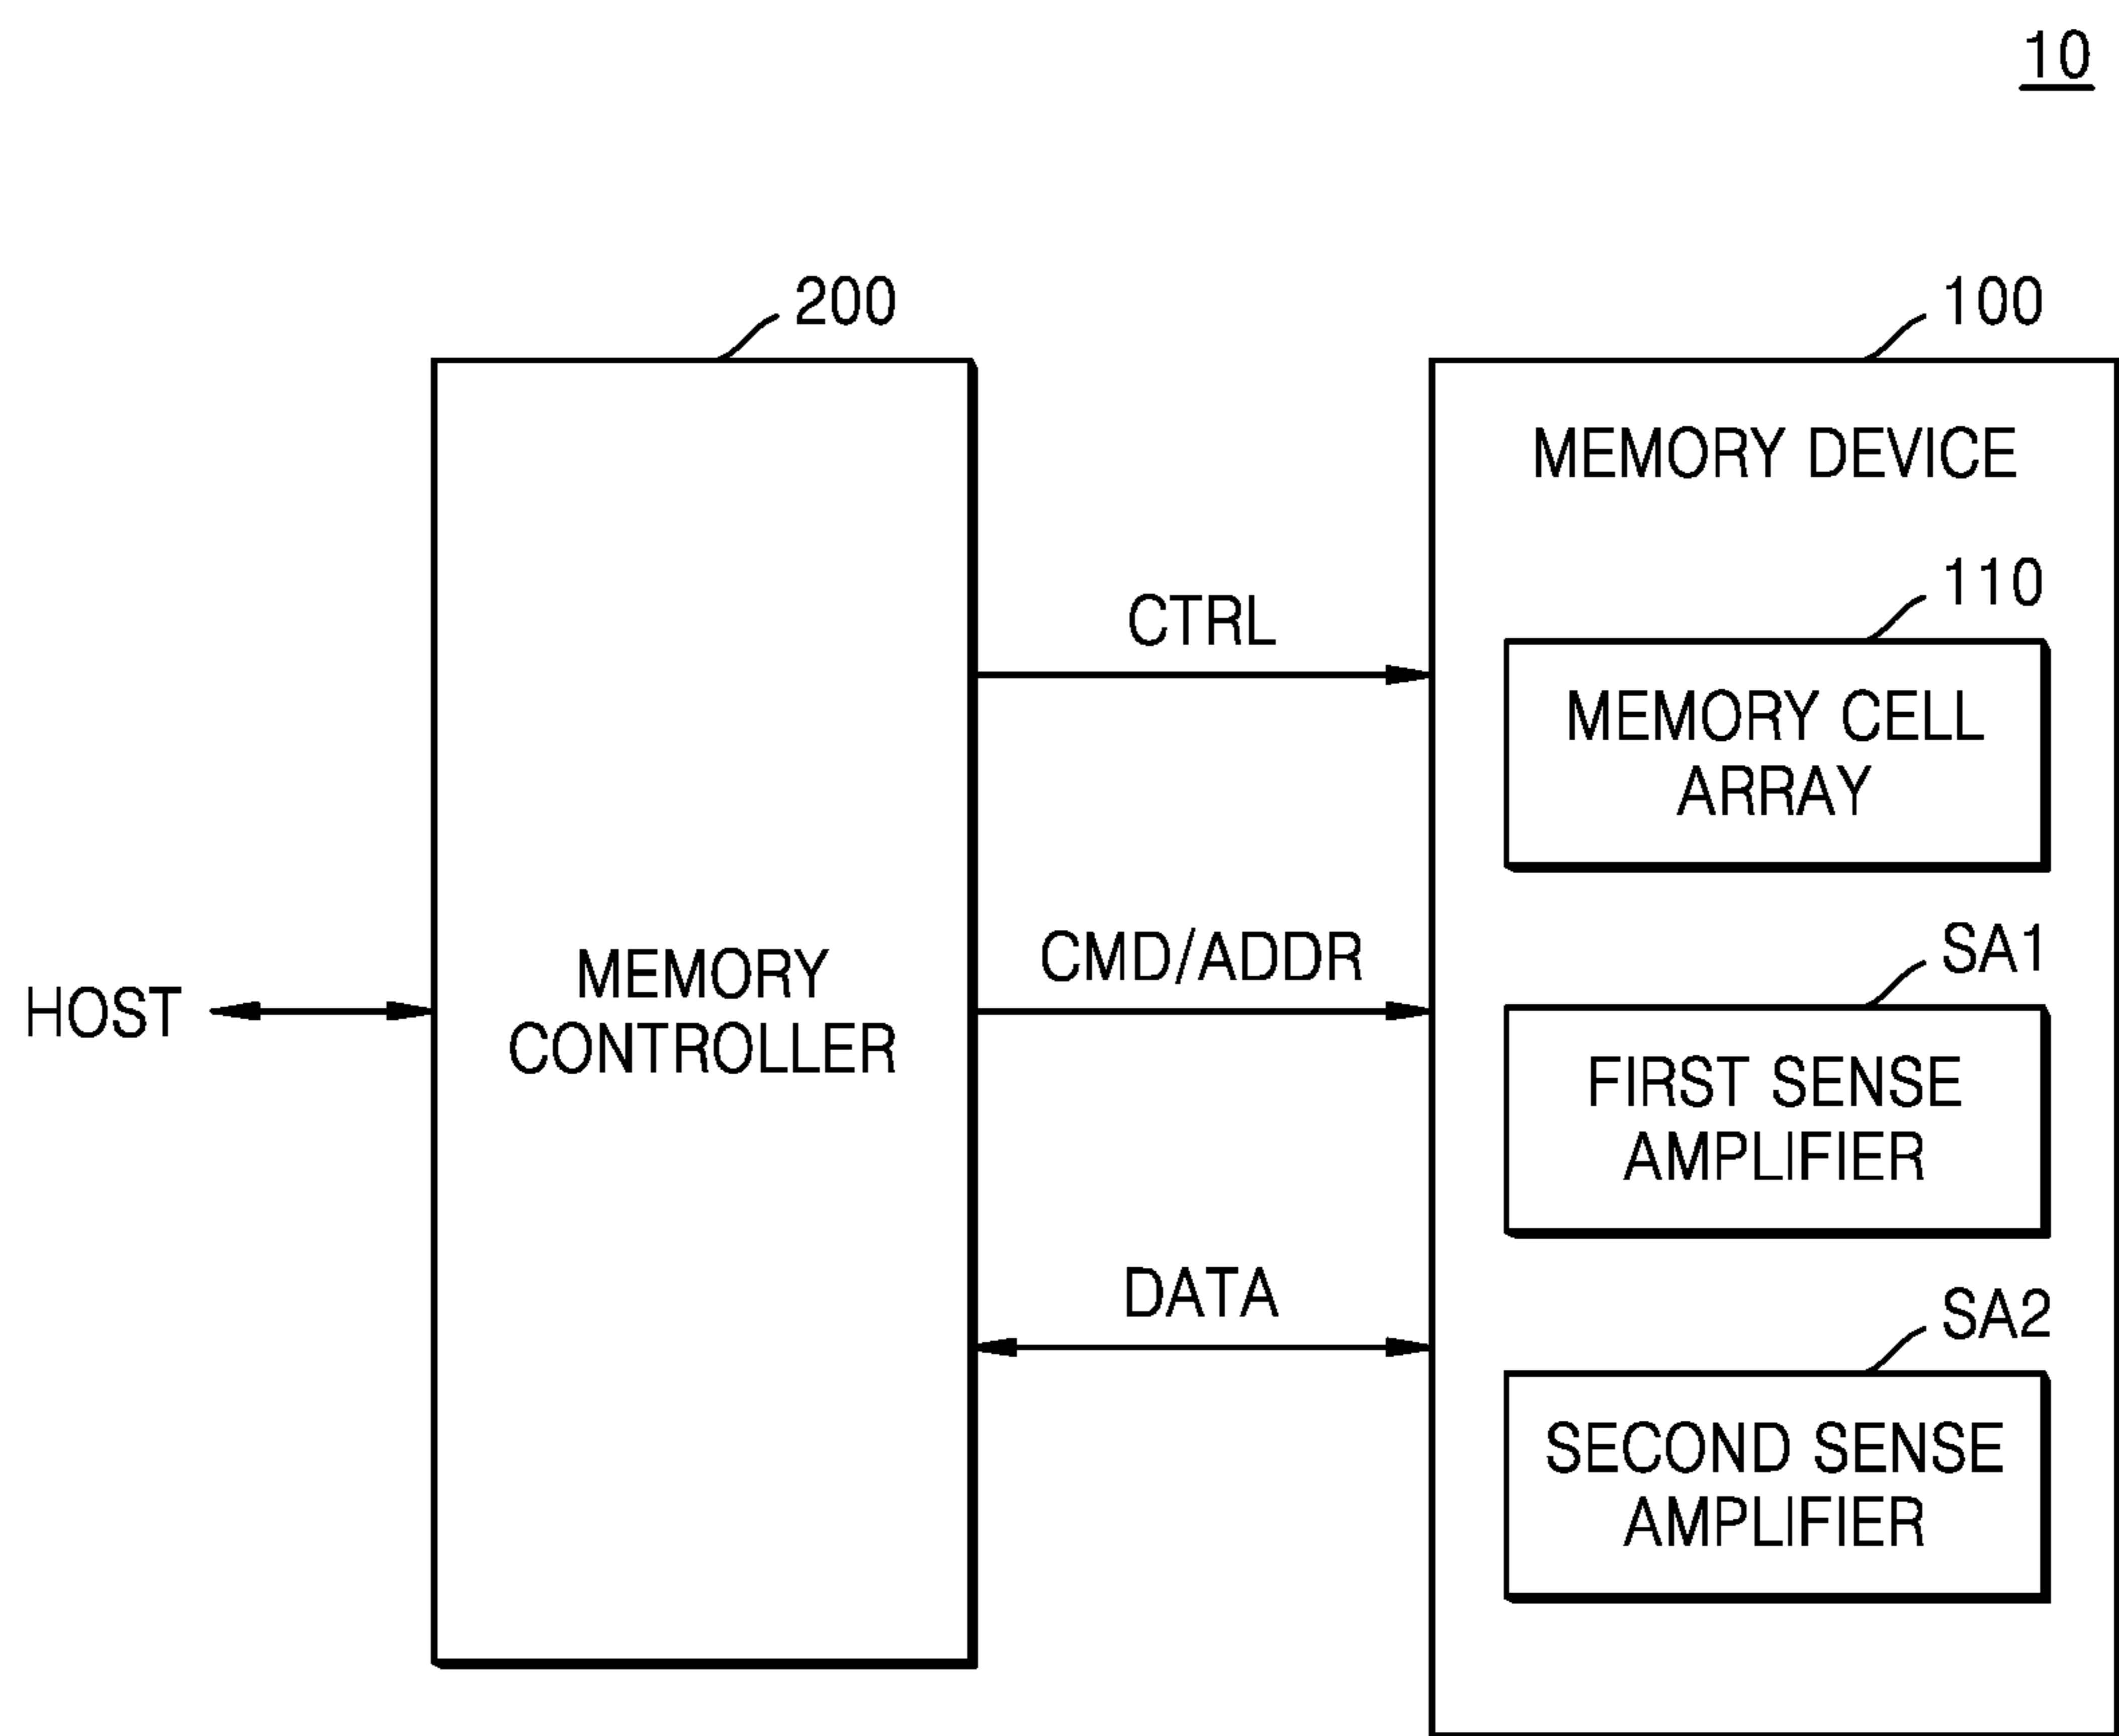 10
200
100
MEMORY DEVICE
110
CTRL
MEMORY CELL
ARRAY
SA1
CMD/ADDR
MEMORY
CONTROLLER
HOST
FIRST SENSE
AMPLIFIER
DATA
SA2
SECOND SENSE
AMPLIFIER